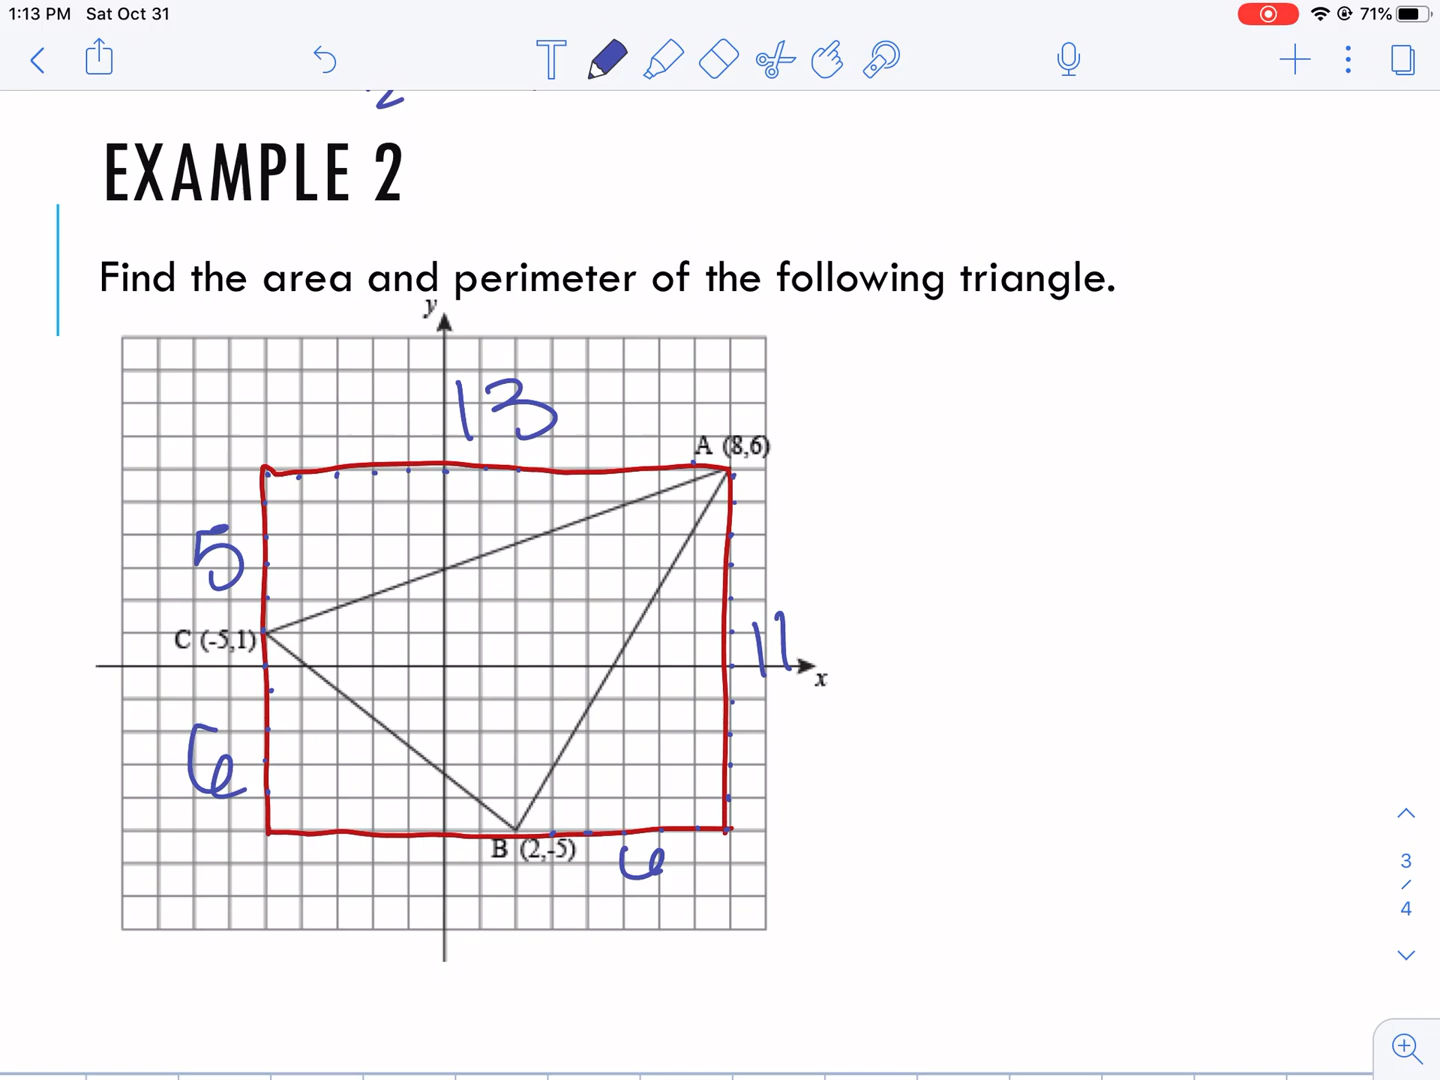 1:13 PM Sat Oct 31
71%
T
2
EXAMPLE 2
Find the area and perimeter of the following triangle.
y
13
A (8,6)
5
C (-5,1)
11
x
6
B (2,-5)
6
3
/
4